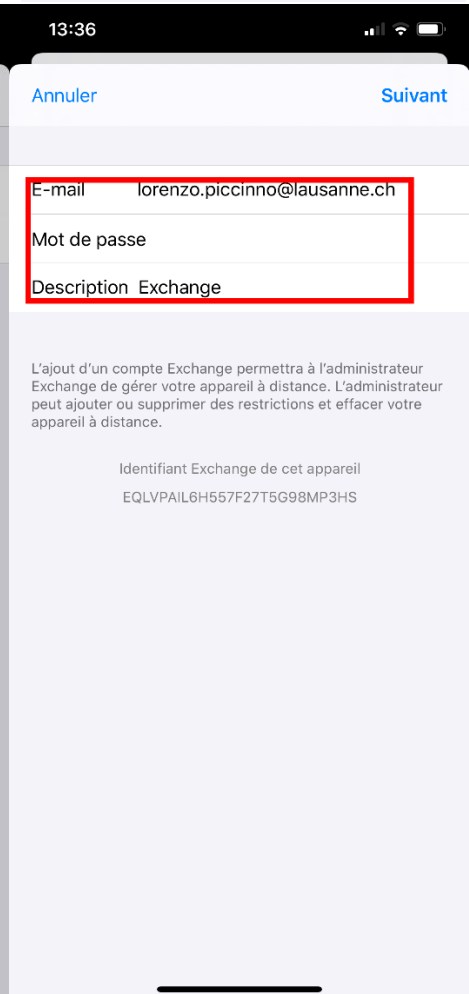 13:36
Annuler Suivant
E-mail lorenzo.piccinno@lausanne.ch
Mot de passe
Description Exchange
L'ajout d'un compte Exchange permettra à l'administrateur
Exchange de gérer votre appareil à distance. L'administrateur
peut ajouter ou supprimer des restrictions et effacer votre
appareil à distance.
Identifiant Exchange de cet appareil
EQLVPAIL6H557F27T5G98MP3HS